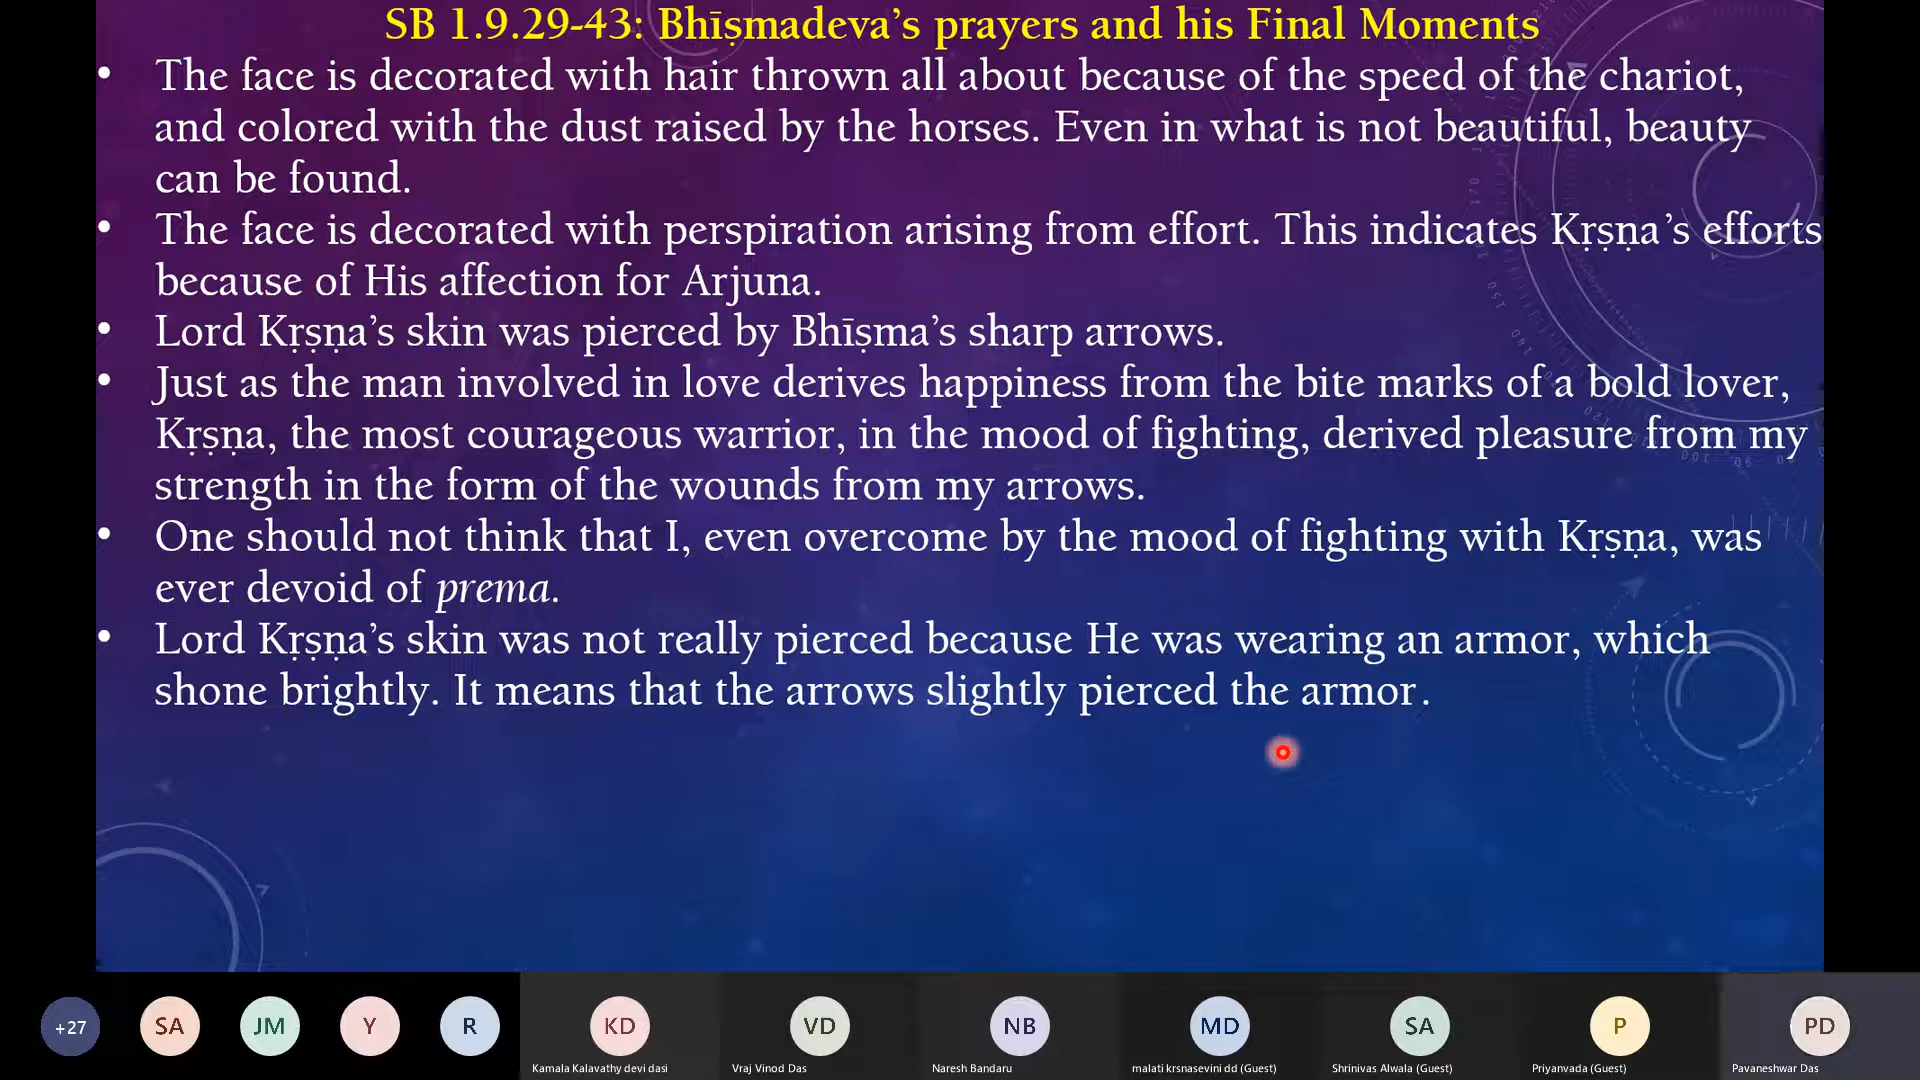 SB 1.9.29-43: Bhīṣmadeva’s prayers and his Final Moments
• The face is decorated with hair thrown all about because of the speed of the chariot,
and colored with the dust raised by the horses. Even in what is not beautiful, beauty
can be found.
• The face is decorated with perspiration arising from effort. This indicates Kṛṣṇa’s efforts
because of His affection for Arjuna.
• Lord Kṛṣṇa’s skin was pierced by Bhīṣma’s sharp arrows.
• Just as the man involved in love derives happiness from the bite marks of a bold lover,
Kṛṣṇa, the most courageous warrior, in the mood of fighting, derived pleasure from my
strength in the form of the wounds from my arrows.
• One should not think that I, even overcome by the mood of fighting with Kṛṣṇa, was
ever devoid of prema.
• Lord Kṛṣṇa’s skin was not really pierced because He was wearing an armor, which
shone brightly. It means that the arrows slightly pierced the armor.
+27 SA JM Y R KD VD NB MD SA P PD
Kamala Kalavathy devi dasi Vraj Vinod Das Naresh Bandaru malati krsnasevini dd (Guest) Shrinivas Alwala (Guest) Priyanvada (Guest) Pavaneshwar Das